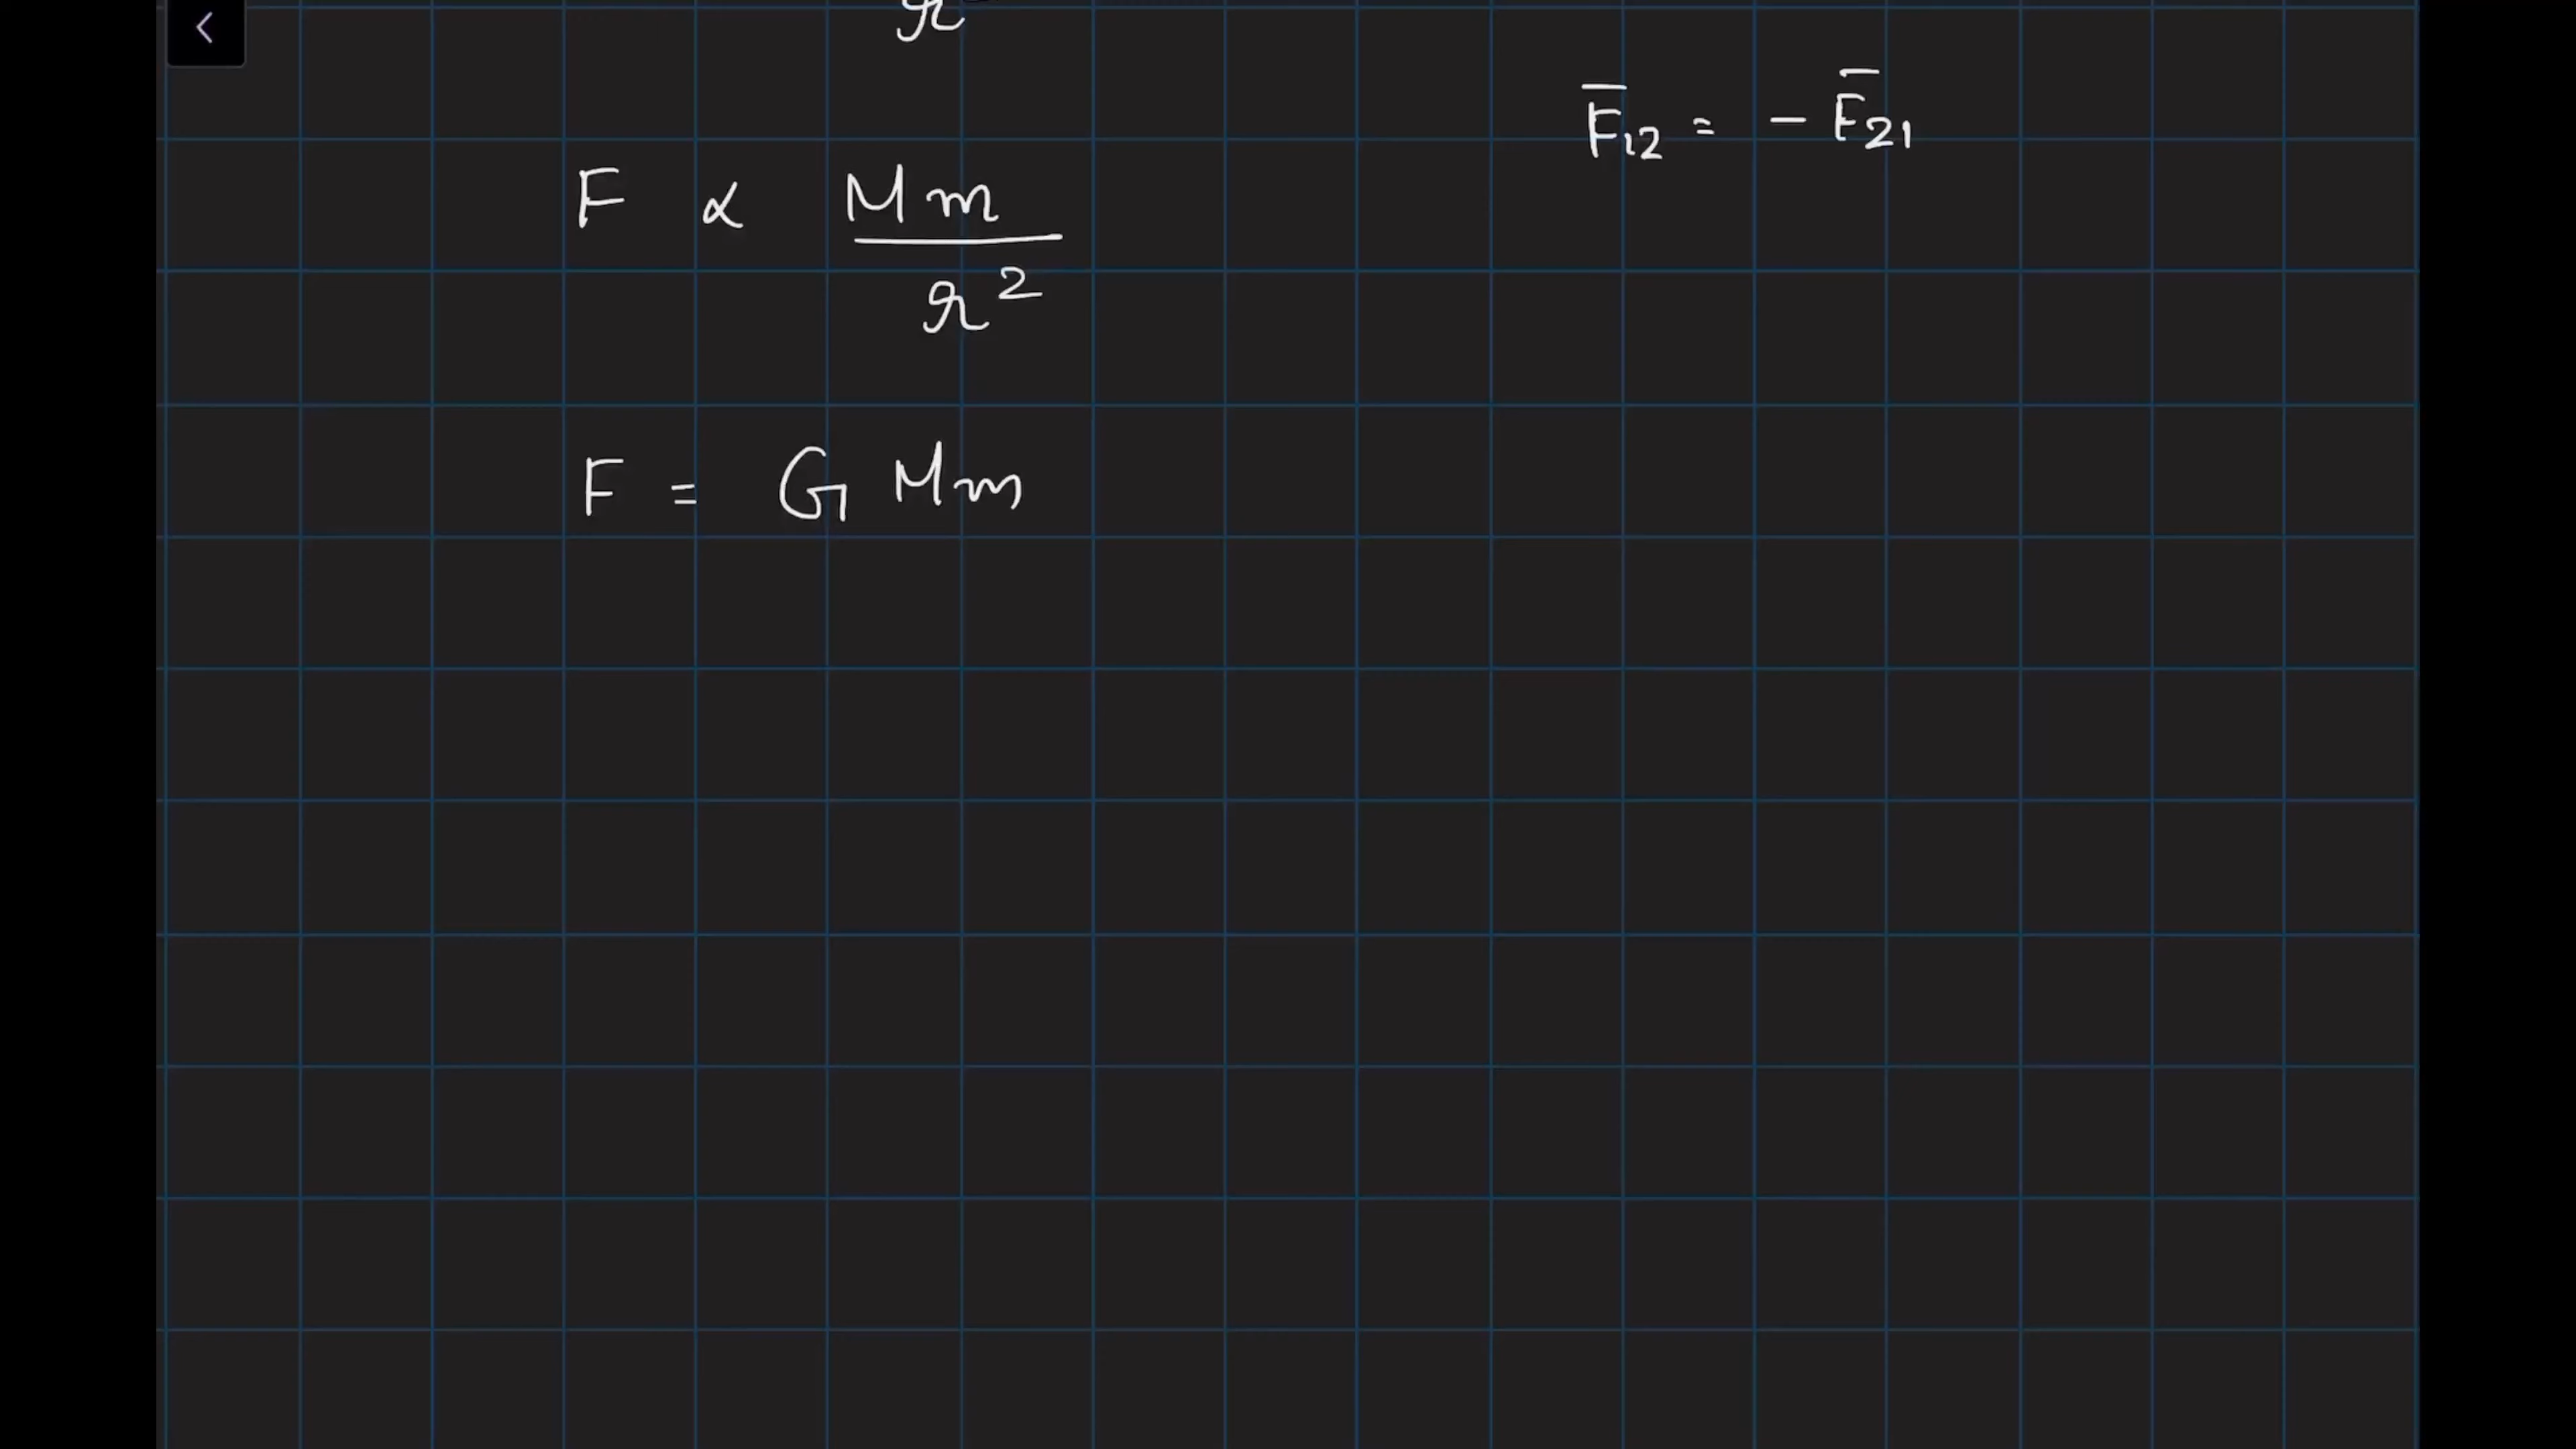 r
F̅₁₂ = − F̅₂₁
F ∝ Mm
r²
F = G Mm